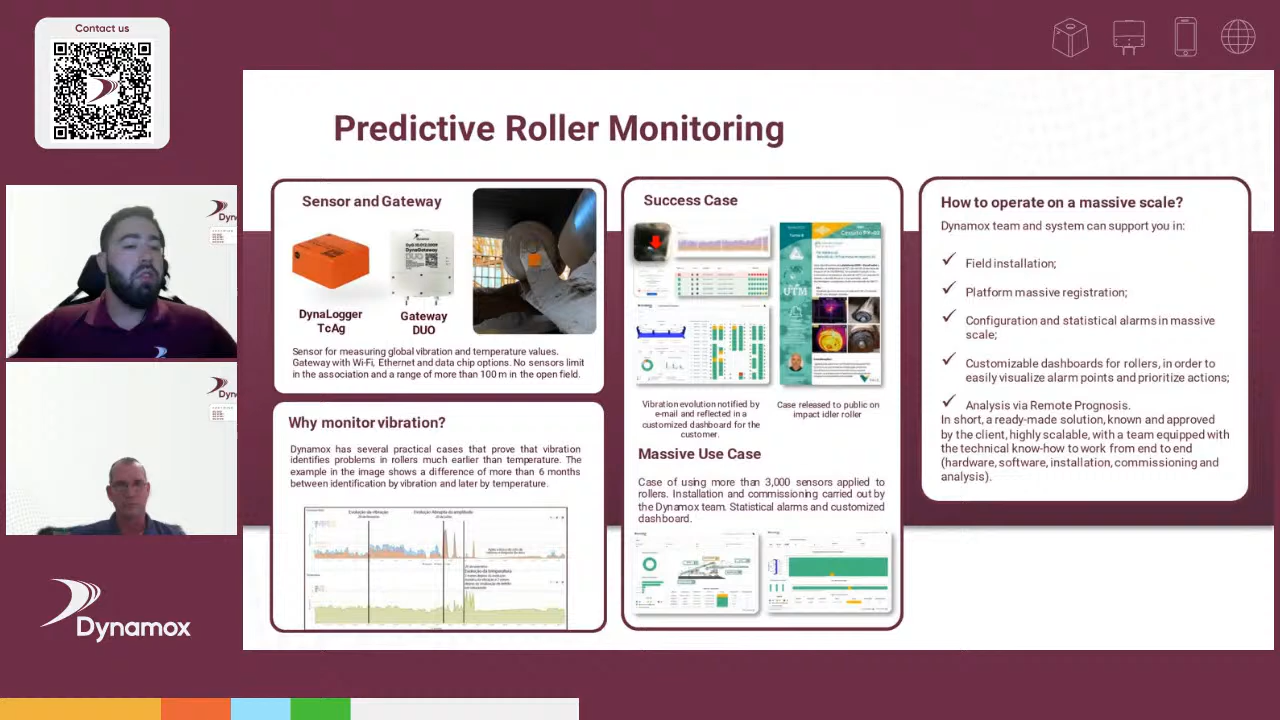 Contact us
Predictive Roller Monitoring
Sensor and Gateway
DynaLogger
TcAg
Gateway
DUO
Sensor for measuring global vibration and temperature values.
Gateway with Wi-Fi, Ethernet and data chip options. No sensors limit
in the association and a range of more than 100 m in the open field.
Why monitor vibration?
Dynamox has several practical cases that prove that vibration
identifies problems in rollers much earlier than temperature. The
example in the image shows a difference of more than 6 months
between identification by vibration and later by temperature.
Success Case
UTM
Vibration evolution notified by
e-mail and reflected in a
customized dashboard for the
customer.
Case released to public on
impact idler roller
Massive Use Case
Case of using more than 3,000 sensors applied to
rollers. Installation and commissioning carried out by
the Dynamox team. Statistical alarms and customized
dashboard.
How to operate on a massive scale?
Dynamox team and system can support you in:
Field installation;
Platform massive registration;
Configuration and statistical alarms in massive
scale;
Customizable dashboards for rollers, in order to
easily visualize alarm points and prioritize actions;
Analysis via Remote Prognosis.
In short, a ready-made solution, known and approved
by the client, highly scalable, with a team equipped with
the technical know-how to work from end to end
(hardware, software, installation, commissioning and
analysis).
Dynamox